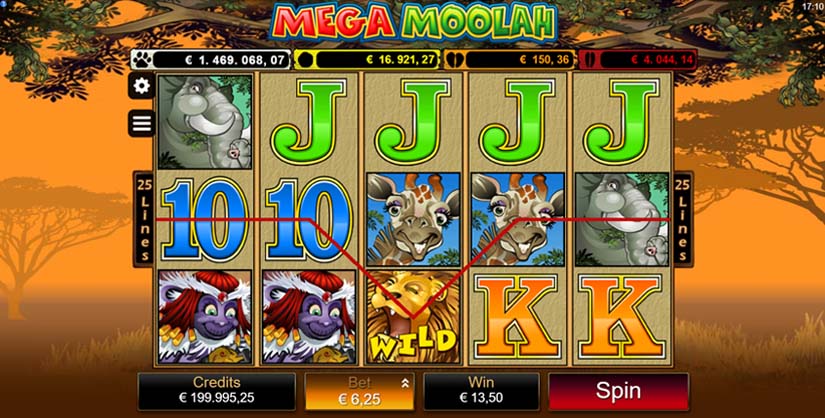 17:10
MEGA MOOLAH
€ 1. 469. 068, 07
€ 16. 921, 27
€ 150, 36
€ 4. 044, 14
J J J J
25 Lines
10 10
25 Lines
WILD
K K
Credits
€ 199.995,25
Bet
€ 6,25
Win
€ 13,50
Spin